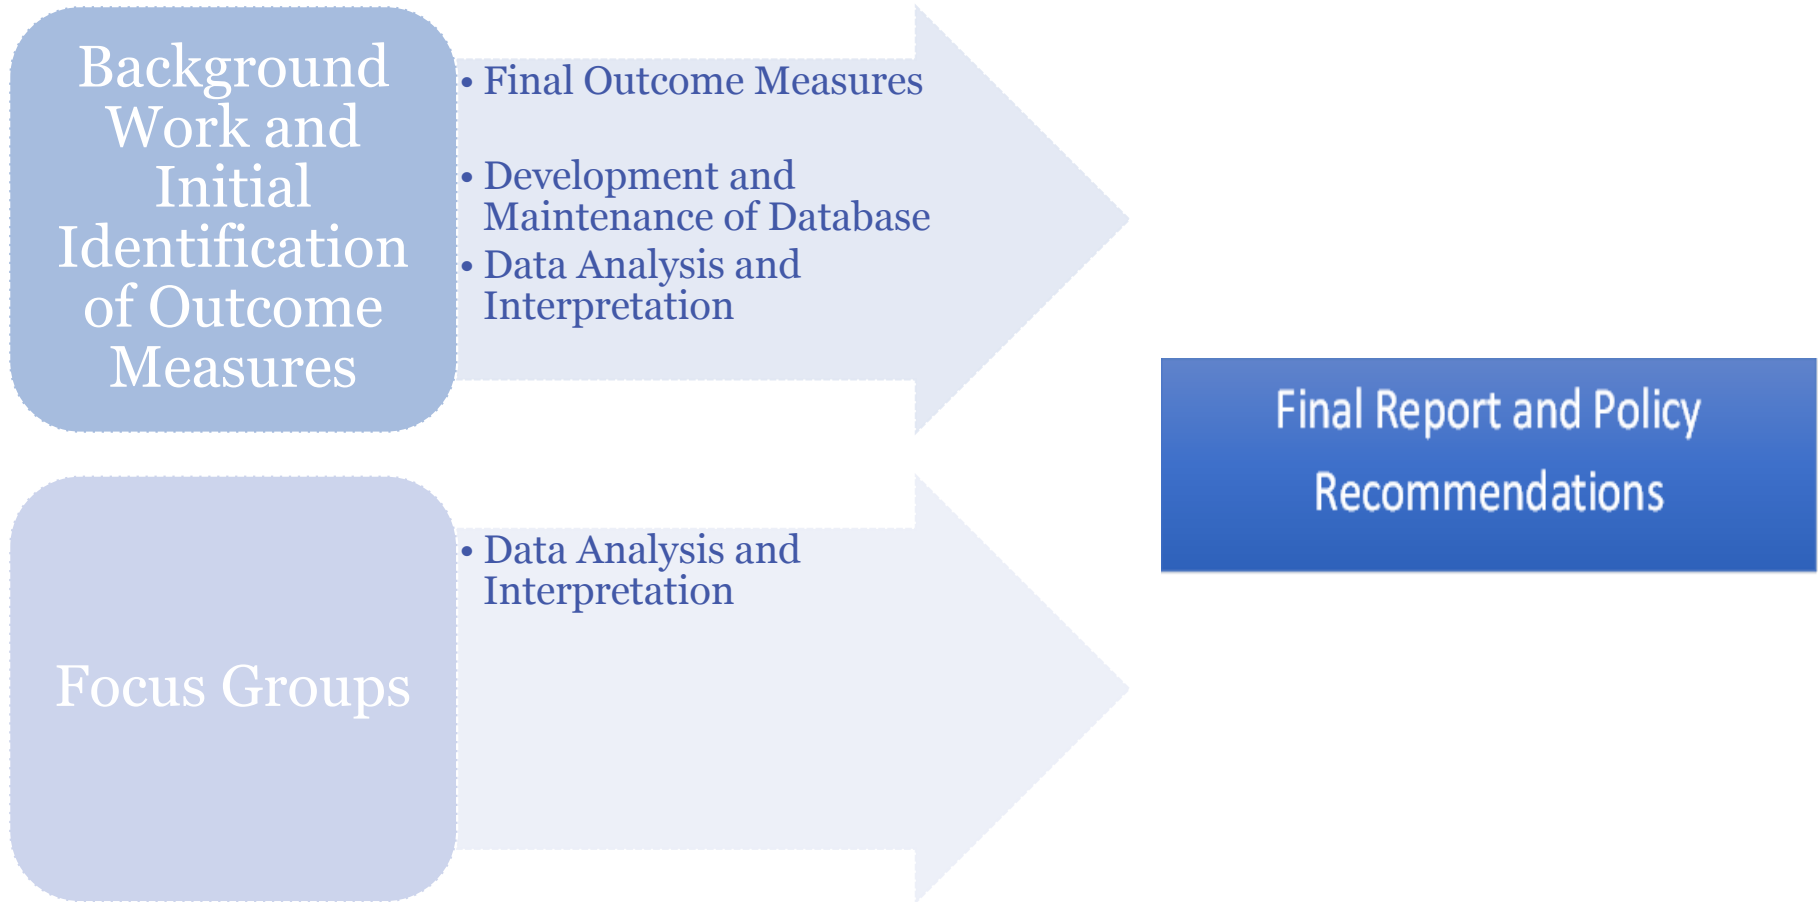 Background
Work and
Initial
Identification
of Outcome
Measures
• Final Outcome Measures
• Development and
Maintenance of Database
• Data Analysis and
Interpretation
Focus Groups
• Data Analysis and
Interpretation
Final Report and Policy
Recommendations